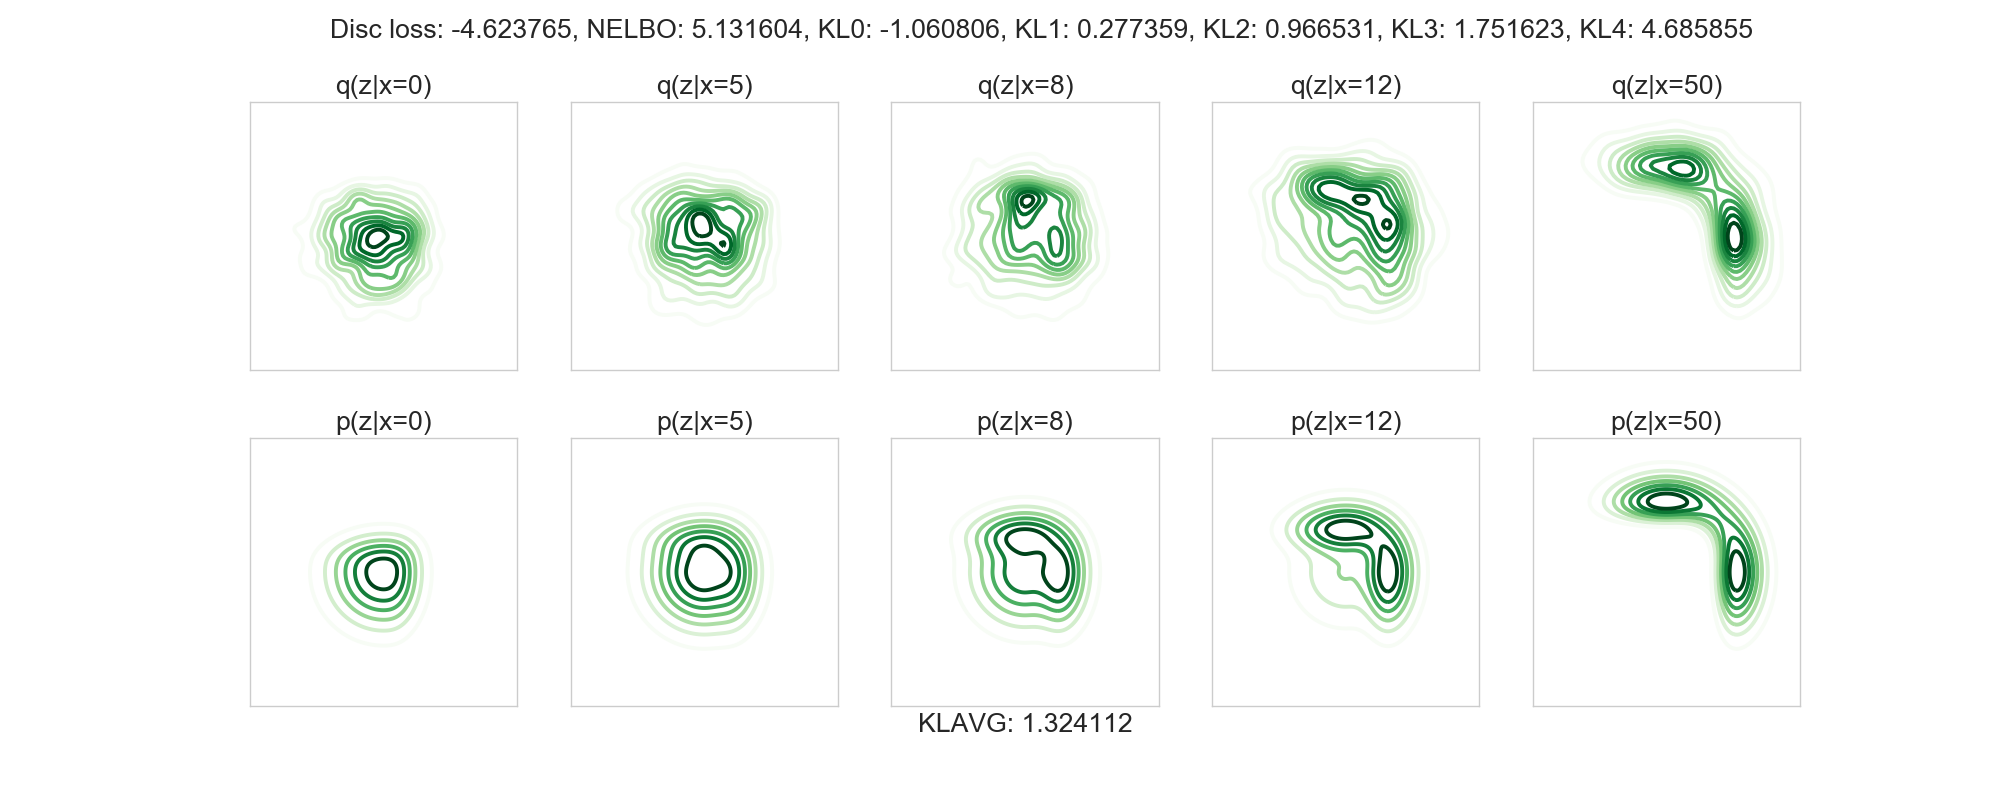 Disc loss: -4.623765, NELBO: 5.131604, KL0: -1.060806, KL1: 0.277359, KL2: 0.966531, KL3: 1.751623, KL4: 4.685855
q(z|x=0) q(z|x=5) q(z|x=8) q(z|x=12) q(z|x=50)
p(z|x=0) p(z|x=5) p(z|x=8) p(z|x=12) p(z|x=50)
KLAVG: 1.324112